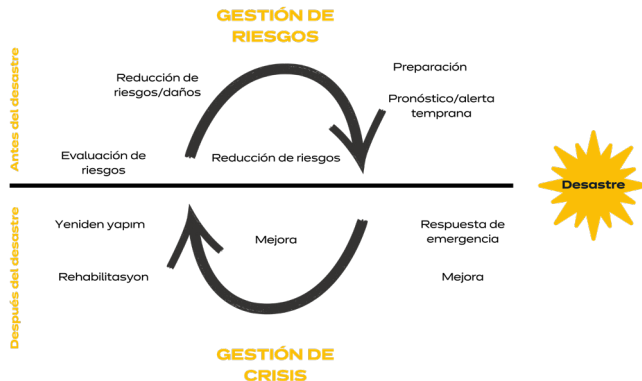 GESTIÓN DE
RIESGOS
Antes del desastre
Reducción de
riesgos/daños
Preparación
Pronóstico/alerta
temprana
Evaluación de
riesgos
Reducción de riesgos
Desastre
Después del desastre
Yeniden yapım
Mejora
Respuesta de
emergencia
Rehabilitasyon
Mejora
GESTIÓN DE
CRISIS